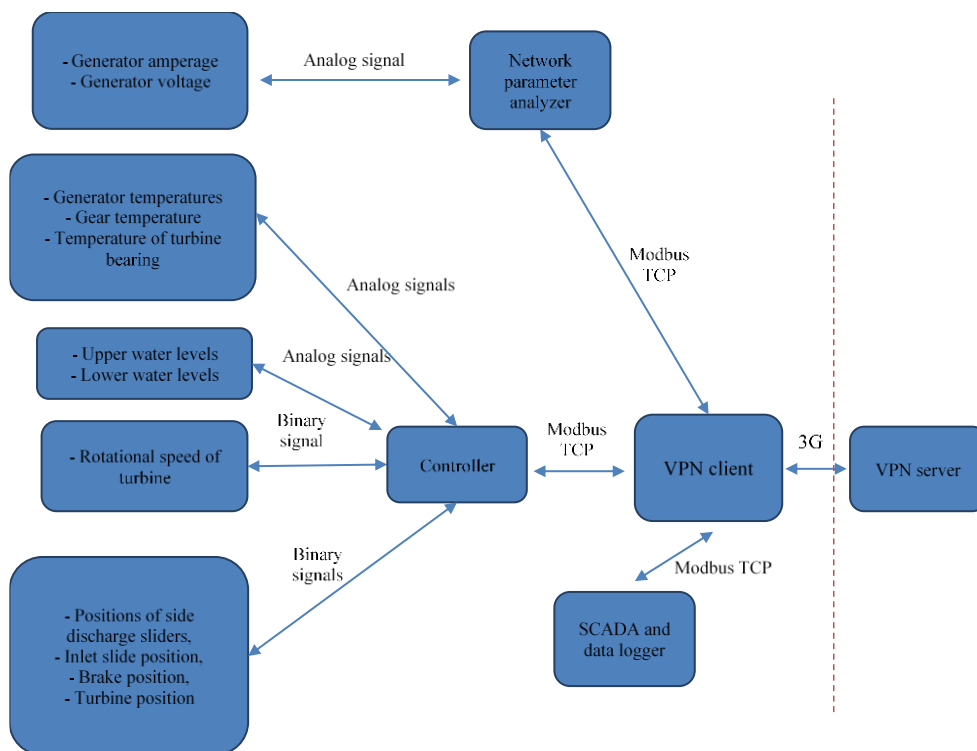 - Generator amperage
- Generator voltage
Analog signal
Network
parameter
analyzer
- Generator temperatures
- Gear temperature
- Temperature of turbine
bearing
Modbus
TCP
Analog signals
- Upper water levels
- Lower water levels
Analog signals
Binary
signal
- Rotational speed of
turbine
Controller
Modbus
TCP
VPN client
3G
VPN server
Binary
signals
Modbus TCP
- Positions of side
discharge sliders,
- Inlet slide position,
- Brake position,
- Turbine position
SCADA and
data logger